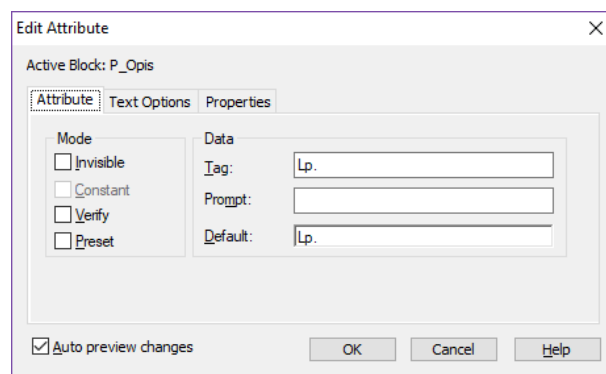 Edit Attribute
Active Block: P_Opis
Attribute Text Options Properties
Mode
Invisible
Constant
Verify
Preset
Data
Tag: Lp.
Prompt:
Default: Lp.
Auto preview changes
OK Cancel Help